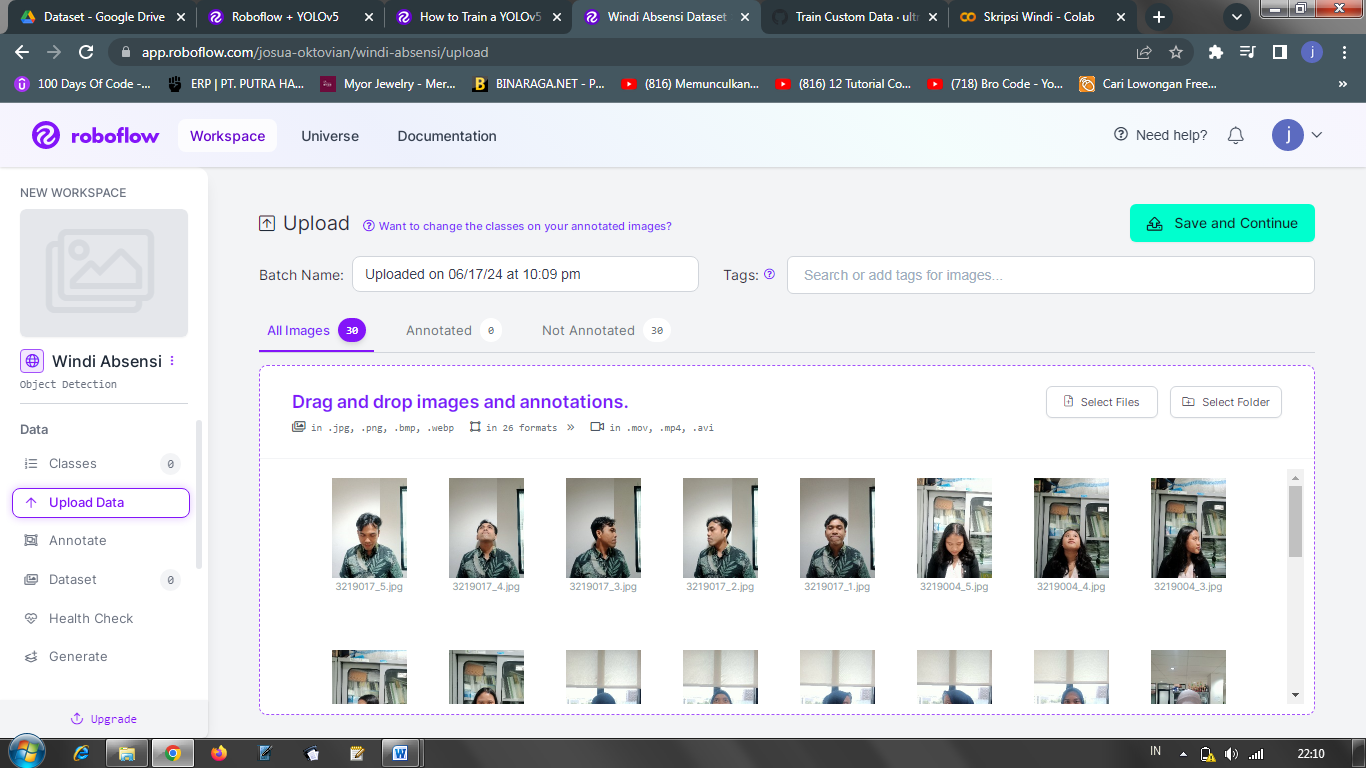 Dataset - Google Drive
Roboflow + YOLOv5
How to Train a YOLOv5
Windi Absensi Dataset
Train Custom Data · ultr
Skripsi Windi - Colab
app.roboflow.com/josua-oktovian/windi-absensi/upload
j
100 Days Of Code -...
ERP | PT. PUTRA HA...
Myor Jewelry - Mer...
BINARAGA.NET - P...
(816) Memunculkan...
(816) 12 Tutorial Co...
(718) Bro Code - Yo...
Cari Lowongan Free...
»
roboflow
Workspace
Universe
Documentation
Need help?
j
NEW WORKSPACE
Windi Absensi
Object Detection
Data
Classes 0
Upload Data
Annotate
Dataset 0
Health Check
Generate
Upgrade
Upload
Want to change the classes on your annotated images?
Save and Continue
Batch Name: Uploaded on 06/17/24 at 10:09 pm
Tags: Search or add tags for images...
All Images 30
Annotated 0
Not Annotated 30
Drag and drop images and annotations.
in .jpg, .png, .bmp, .webp
in 26 formats »
in .mov, .mp4, .avi
Select Files
Select Folder
3219017_5.jpg
3219017_4.jpg
3219017_3.jpg
3219017_2.jpg
3219017_1.jpg
3219004_5.jpg
3219004_4.jpg
3219004_3.jpg
IN
22:10